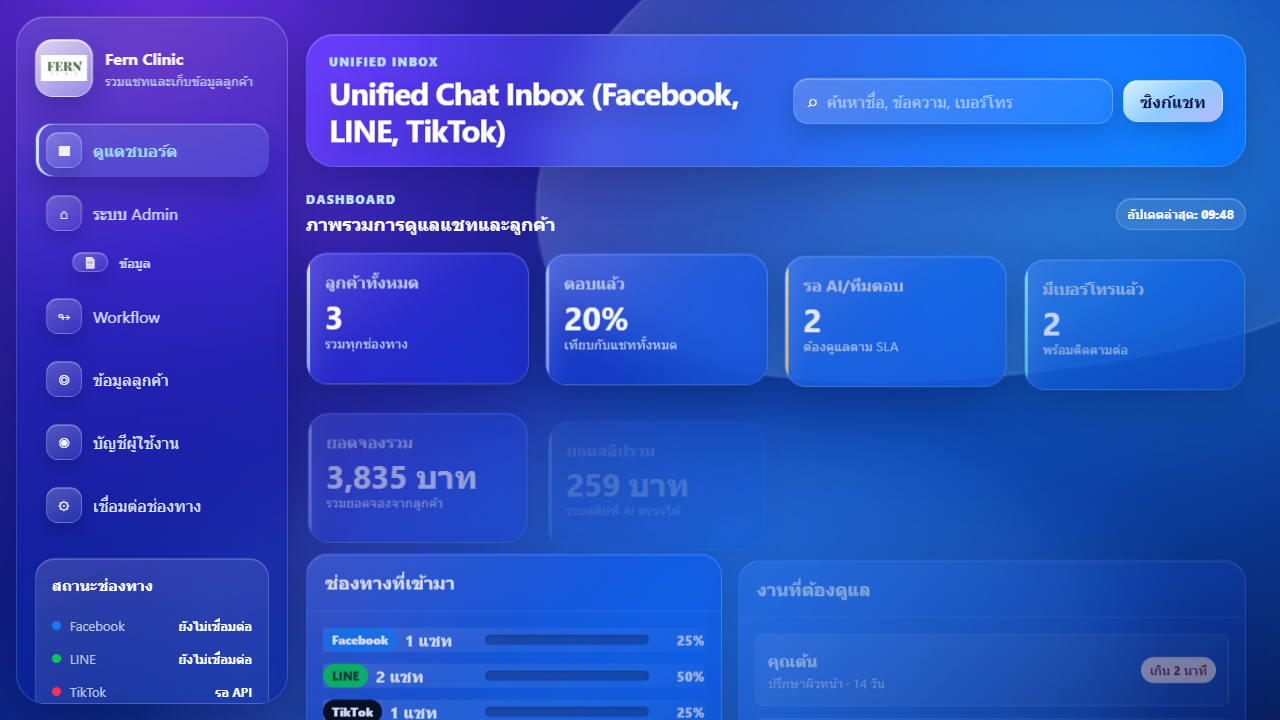 FERN
Fern Clinic
รวมแชทและเก็บข้อมูลลูกค้า
ดูแดชบอร์ด
ระบบ Admin
ข้อมูล
Workflow
ข้อมูลลูกค้า
บัญชีผู้ใช้งาน
เชื่อมต่อช่องทาง
สถานะช่องทาง
Facebook ยังไม่เชื่อมต่อ
LINE ยังไม่เชื่อมต่อ
TikTok รอ API
UNIFIED INBOX
Unified Chat Inbox (Facebook,
LINE, TikTok)
ค้นหาชื่อ, ข้อความ, เบอร์โทร
ซิงก์แชท
DASHBOARD
ภาพรวมการดูแลแชทและลูกค้า
อัปเดตล่าสุด: 09:48
ลูกค้าทั้งหมด
3
รวมทุกช่องทาง
ตอบแล้ว
20%
เทียบกับแชททั้งหมด
รอ AI/ทีมตอบ
2
ต้องดูแลตาม SLA
มีเบอร์โทรแล้ว
2
พร้อมติดตามต่อ
ยอดจองรวม
3,835 บาท
รวมยอดจองจากลูกค้า
ยอดสลิปรวม
259 บาท
รวมสลิปที่ AI ตรวจได้
ช่องทางที่เข้ามา
Facebook 1 แชท 25%
LINE 2 แชท 50%
TikTok 1 แชท 25%
งานที่ต้องดูแล
คุณต้น
ปรึกษาผิวหน้า · 14 วัน
เกิน 2 นาที